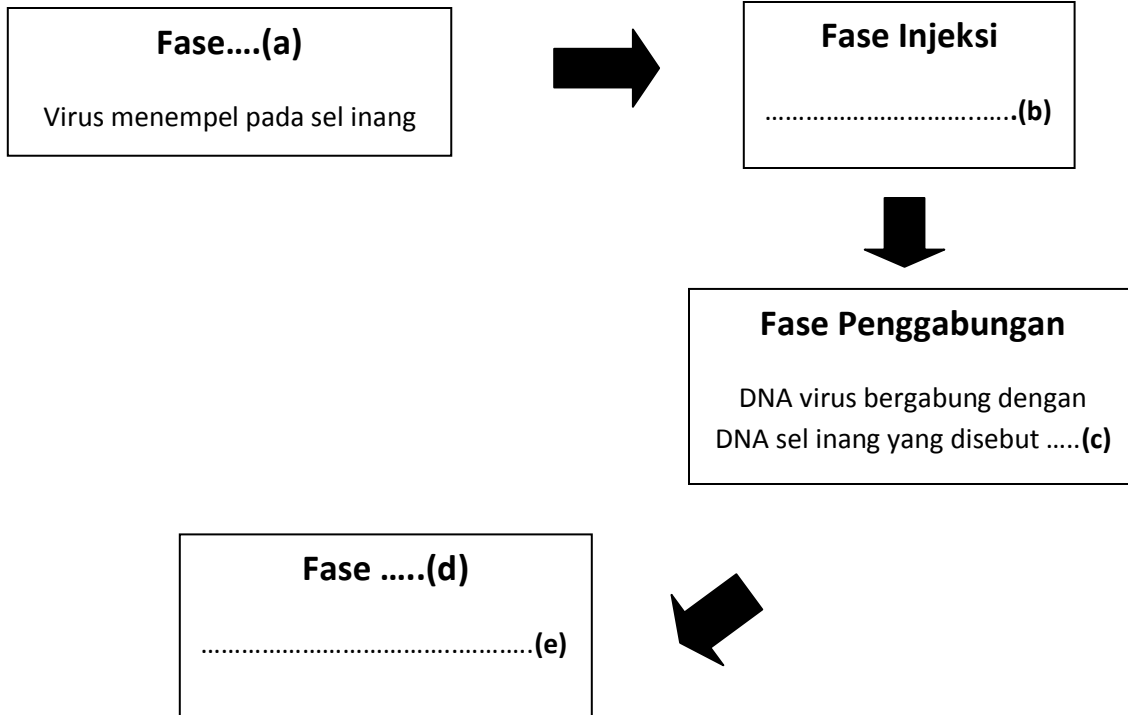 Fase....(a)
Virus menempel pada sel inang
Fase Injeksi
.................................(b)
Fase Penggabungan
DNA virus bergabung dengan
DNA sel inang yang disebut .....(c)
Fase .....(d)
..................................................(e)